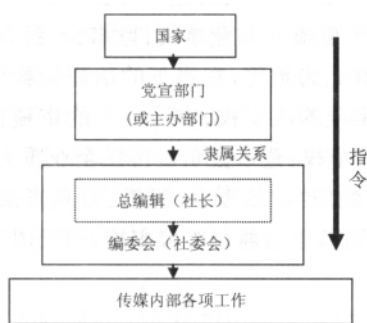 国家
党宣部门
(或主办部门)
隶属关系
指令
总编辑（社长）
编委会（社委会）
传媒内部各项工作